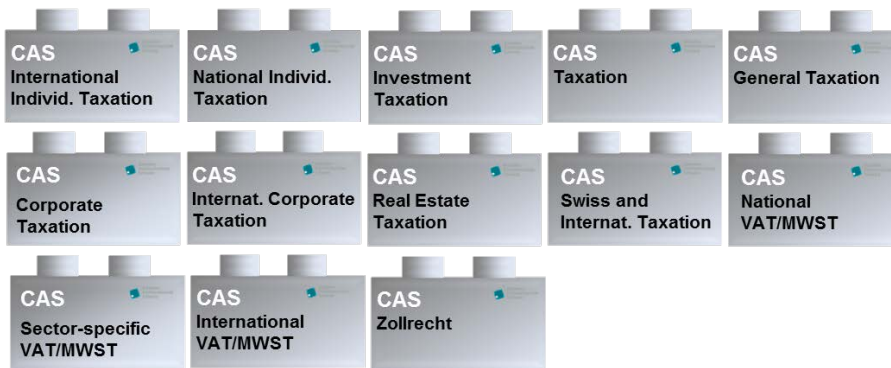 CAS
International
Individ. Taxation
CAS
National Individ.
Taxation
CAS
Investment
Taxation
CAS
Taxation
CAS
General Taxation
CAS
Corporate
Taxation
CAS
Internat. Corporate
Taxation
CAS
Real Estate
Taxation
CAS
Swiss and
Internat. Taxation
CAS
National
VAT/MWST
CAS
Sector-specific
VAT/MWST
CAS
International
VAT/MWST
CAS
Zollrecht